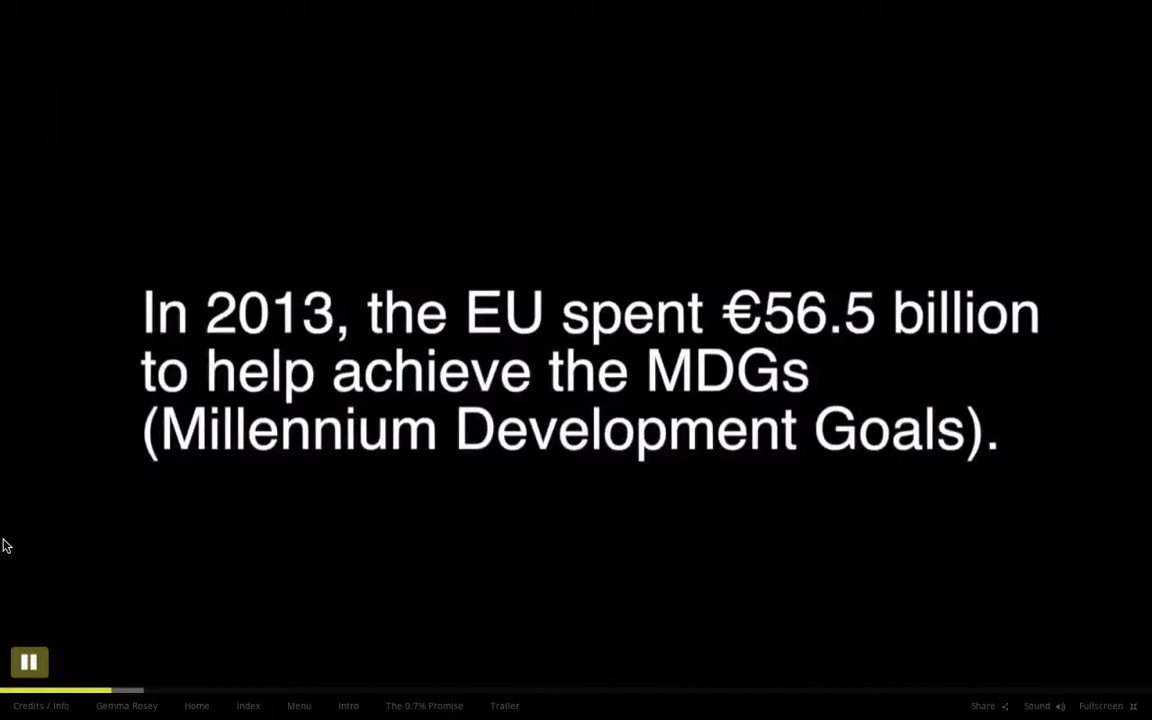 In 2013, the EU spent €56.5 billion
to help achieve the MDGs
(Millennium Development Goals).
Credits / Info Gemma Rosey Home Index Menu Intro The 0.7% Promise Trailer Share Sound Fullscreen